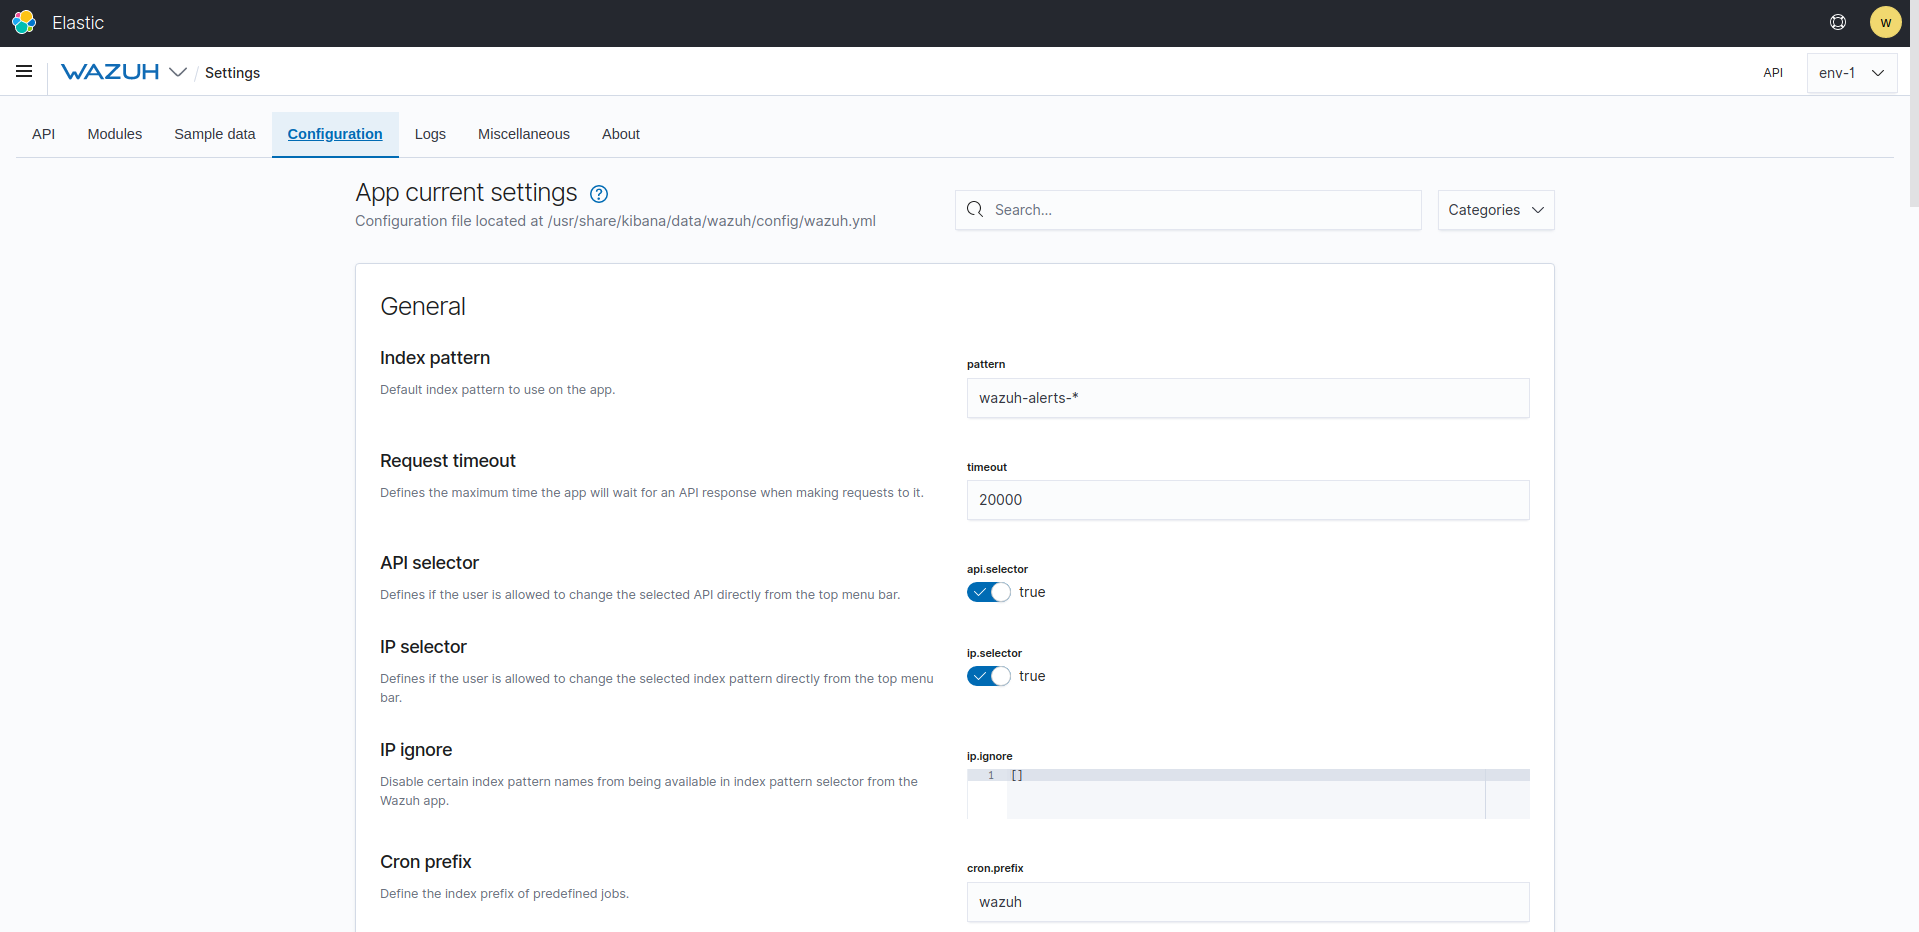 Elastic
W
WAZUH / Settings
API
env-1
API Modules Sample data Configuration Logs Miscellaneous About
App current settings
Configuration file located at /usr/share/kibana/data/wazuh/config/wazuh.yml
Search...
Categories
General
Index pattern
Default index pattern to use on the app.
pattern
wazuh-alerts-*
Request timeout
Defines the maximum time the app will wait for an API response when making requests to it.
timeout
20000
API selector
Defines if the user is allowed to change the selected API directly from the top menu bar.
api.selector
true
IP selector
Defines if the user is allowed to change the selected index pattern directly from the top menu
bar.
ip.selector
true
IP ignore
Disable certain index pattern names from being available in index pattern selector from the
Wazuh app.
ip.ignore
1 []
Cron prefix
Define the index prefix of predefined jobs.
cron.prefix
wazuh